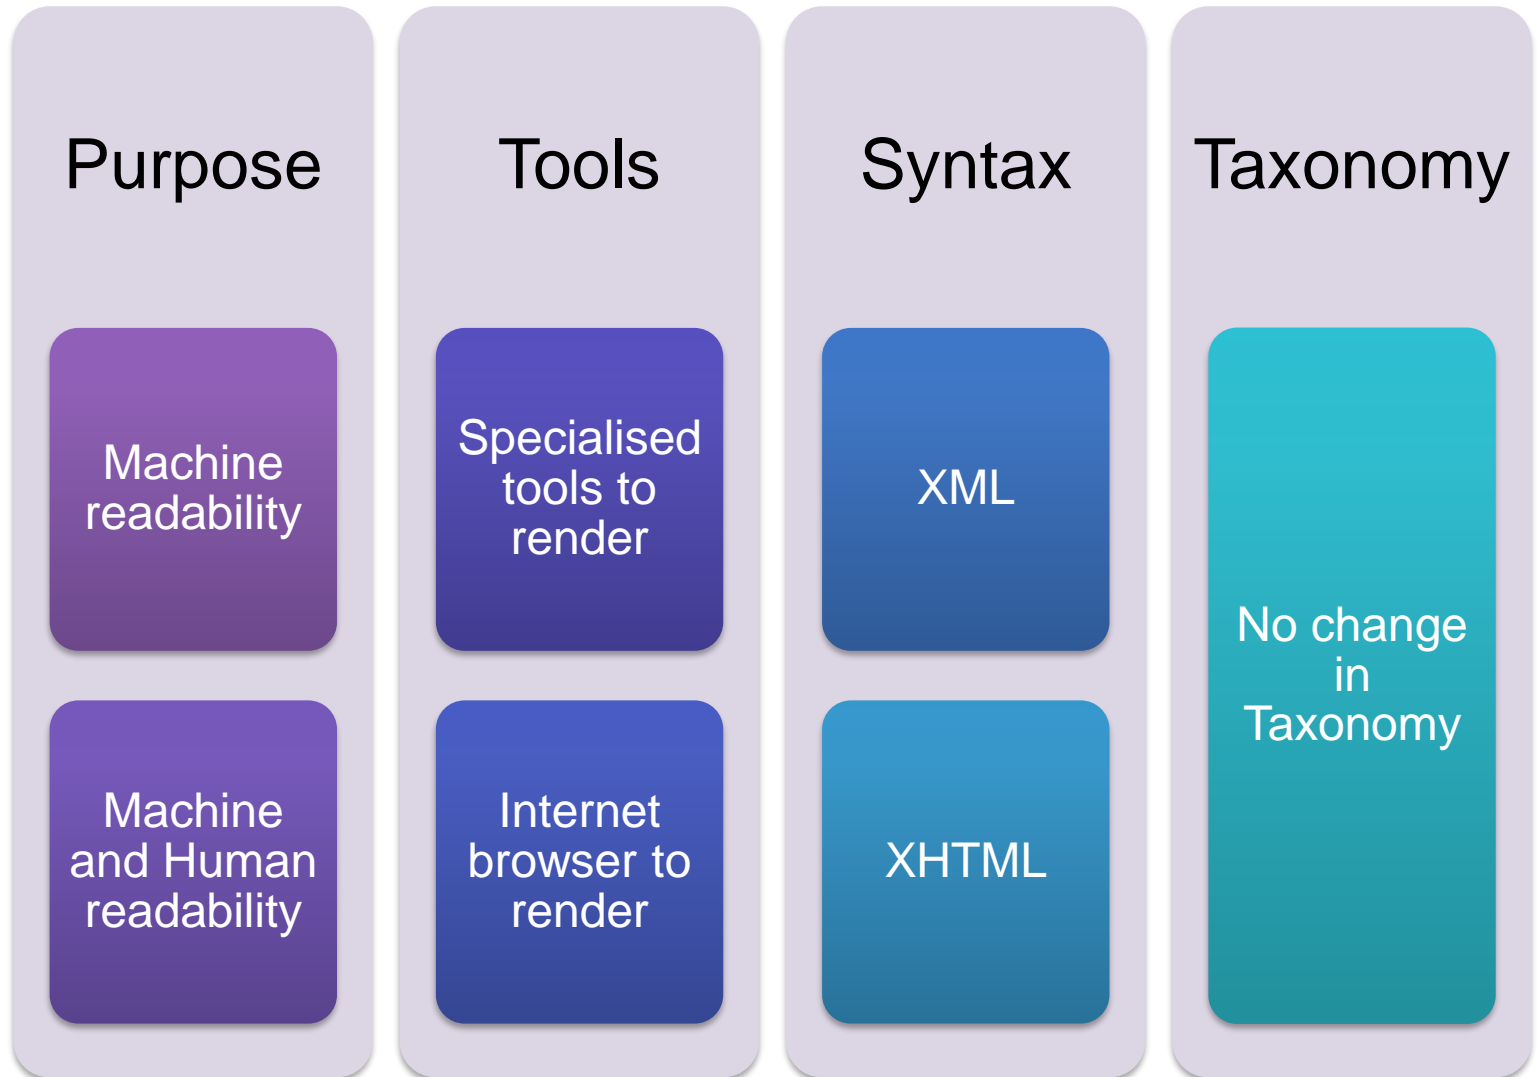 Purpose
Tools
Syntax
Taxonomy
Machine
readability
Specialised
tools to
render
XML
No change
in
Taxonomy
Machine
and Human
readability
Internet
browser to
render
XHTML